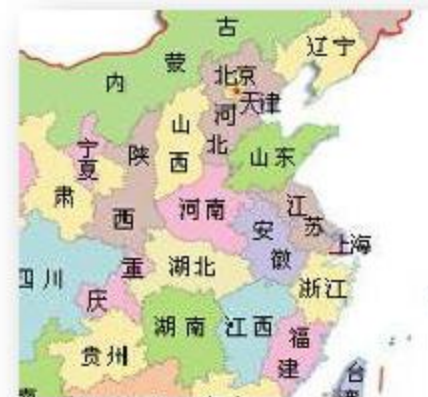 内蒙古
辽宁
北京
天津
河北
山西
宁夏
陕西
山东
肃
河南
江苏
安徽
上海
四川
重庆
湖北
浙江
湖南
江西
福建
贵州
台